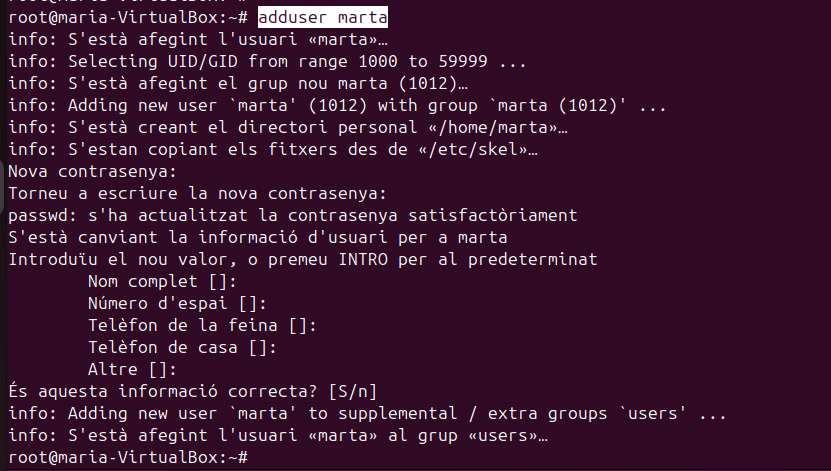 root@maria-VirtualBox:~# adduser marta
info: S'està afegint l'usuari «marta»…
info: Selecting UID/GID from range 1000 to 59999 ...
info: S'està afegint el grup nou marta (1012)…
info: Adding new user `marta' (1012) with group `marta (1012)' ...
info: S'està creant el directori personal «/home/marta»…
info: S'estan copiant els fitxers des de «/etc/skel»…
Nova contrasenya:
Torneu a escriure la nova contrasenya:
passwd: s'ha actualitzat la contrasenya satisfactòriament
S'està canviant la informació d'usuari per a marta
Introduïu el nou valor, o premeu INTRO per al predeterminat
Nom complet []:
Número d'espai []:
Telèfon de la feina []:
Telèfon de casa []:
Altre []:
És aquesta informació correcta? [S/n]
info: Adding new user `marta' to supplemental / extra groups `users' ...
info: S'està afegint l'usuari «marta» al grup «users»…
root@maria-VirtualBox:~#